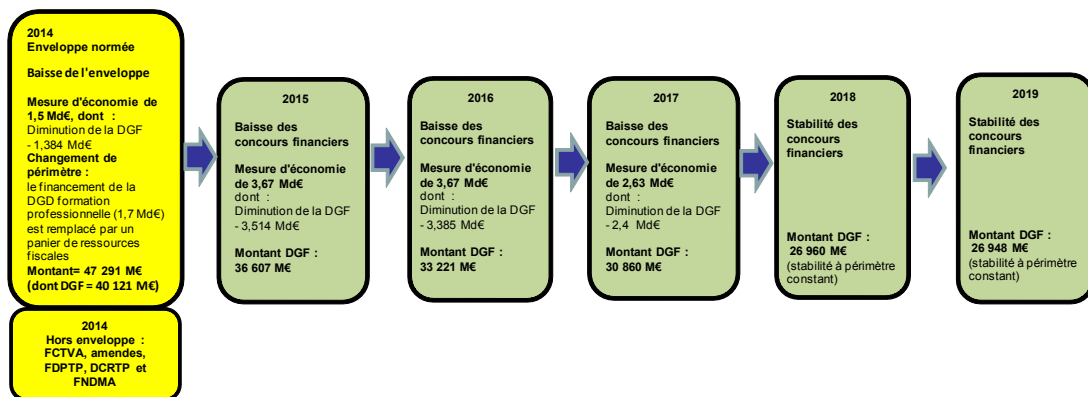 2014
Enveloppe normée
Baisse de l'enveloppe
Mesure d'économie de
1,5 Md€, dont :
Diminution de la DGF
- 1,384 Md€
Changement de
périmètre :
le financement de la
DGD formation
professionnelle (1,7 Md€)
est remplacé par un
panier de ressources
fiscales
Montant= 47 291 M€
(dont DGF = 40 121 M€)
2014
Hors enveloppe :
FCTVA, amendes,
FDPTP, DCRTP et
FNDMA
2015
Baisse des
concours financiers
Mesure d'économie
de 3,67 Md€
dont :
Diminution de la DGF
- 3,514 Md€
Montant DGF :
36 607 M€
2016
Baisse des
concours financiers
Mesure d'économie
de 3,67 Md€
dont :
Diminution de la DGF
- 3,385 Md€
Montant DGF :
33 221 M€
2017
Baisse des
concours financiers
Mesure d'économie
de 2,63 Md€
dont :
Diminution de la DGF
- 2,4 Md€
Montant DGF :
30 860 M€
2018
Stabilité des
concours
financiers
Montant DGF :
26 960 M€
(stabilité à périmètre
constant)
2019
Stabilité des
concours
financiers
Montant DGF :
26 948 M€
(stabilité à périmètre
constant)